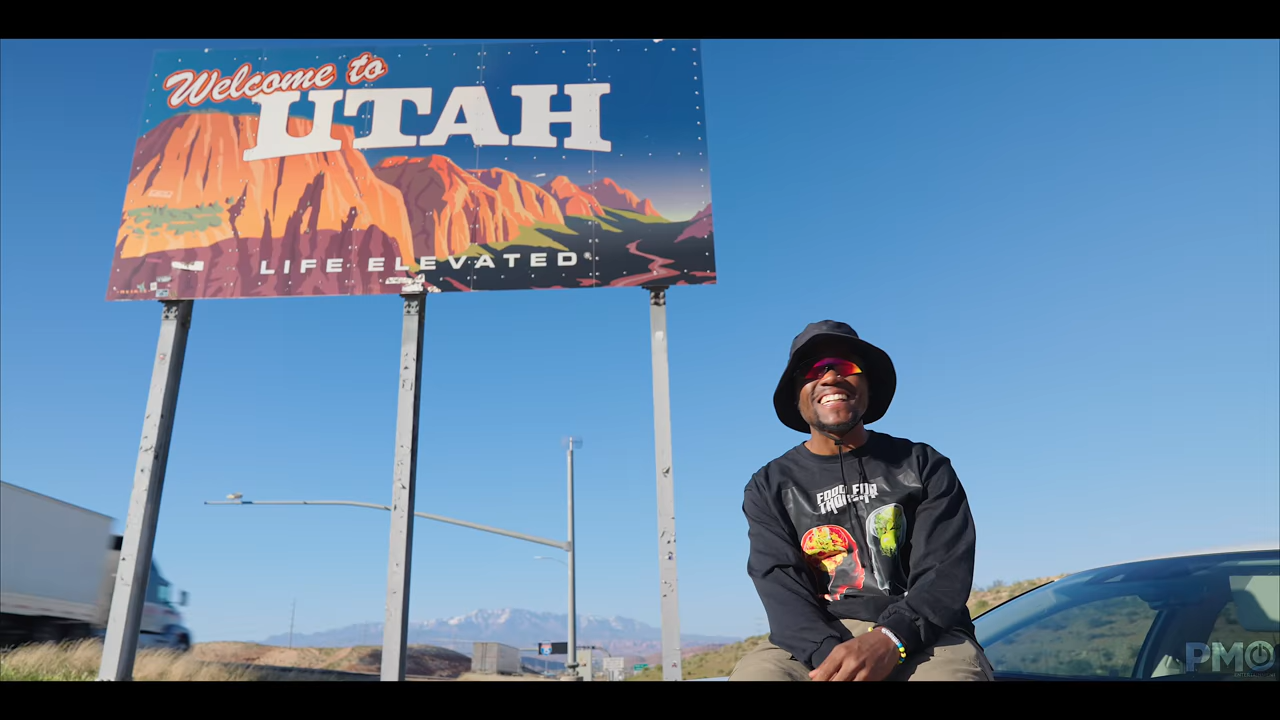 Welcome to
UTAH
LIFE ELEVATED®
FOOD FOR
THOUGHT
PMO